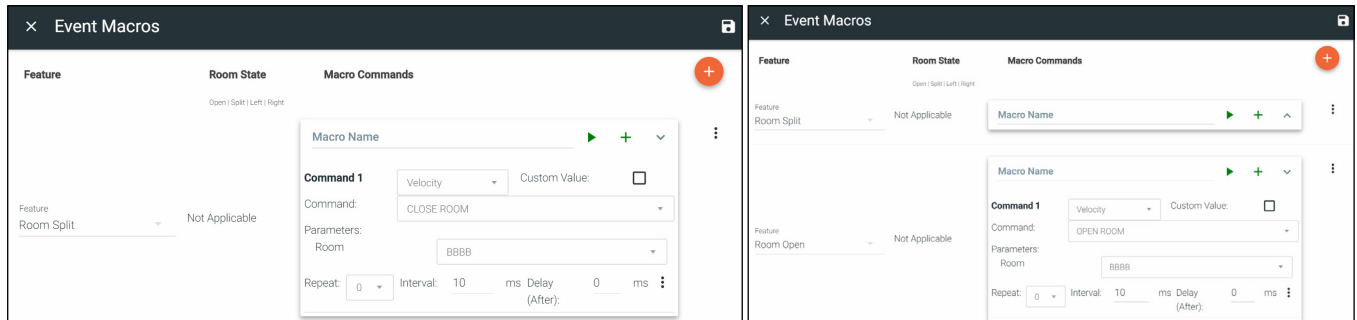 × Event Macros
Feature Room State Macro Commands
Open | Split | Left | Right
Macro Name
Command 1 Velocity Custom Value:
Command: CLOSE ROOM
Feature
Room Split Not Applicable
Parameters:
Room BBBB
Repeat: 0 Interval: 10 ms Delay (After): 0 ms
× Event Macros
Feature Room State Macro Commands
Open | Split | Left | Right
Feature
Room Split Not Applicable Macro Name
Macro Name
Command 1 Velocity Custom Value:
Command: OPEN ROOM
Feature
Room Open Not Applicable
Parameters:
Room BBBB
Repeat: 0 Interval: 10 ms Delay (After): 0 ms